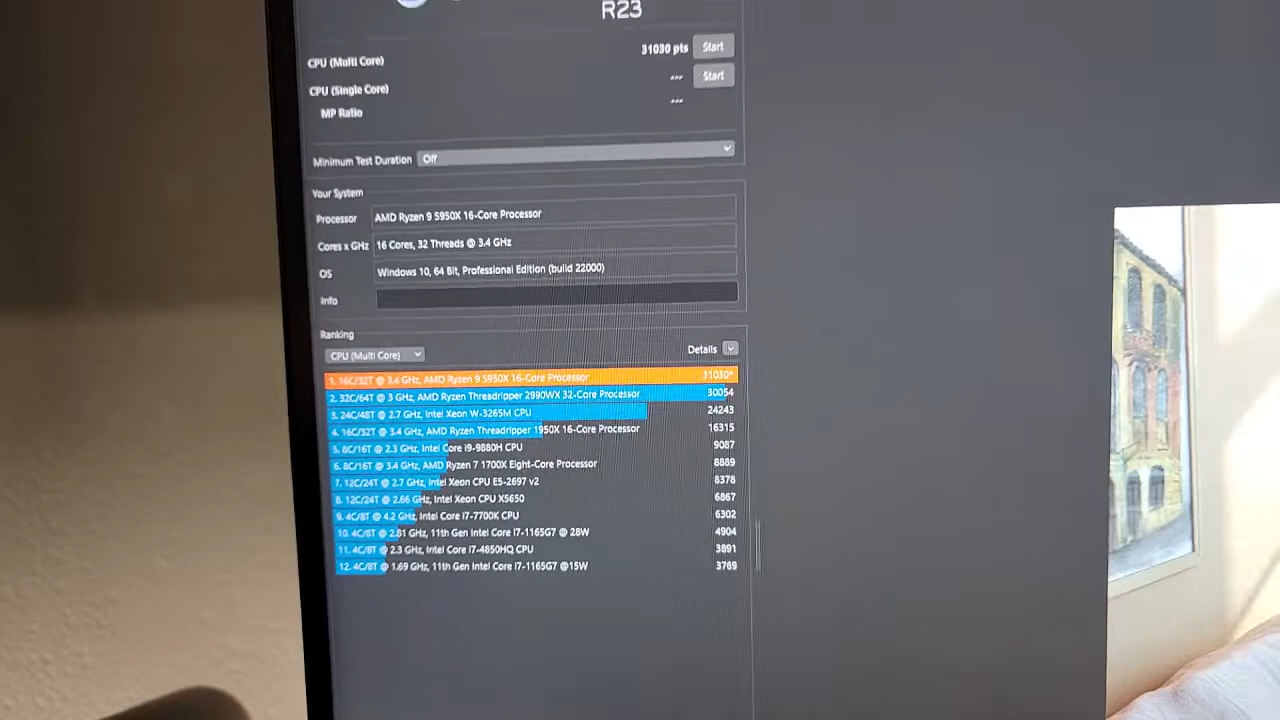 R23
CPU (Multi Core) 31030 pts Start
CPU (Single Core) --- Start
MP Ratio ---
Minimum Test Duration Off
Your System
Processor AMD Ryzen 9 5950X 16-Core Processor
Cores x GHz 16 Cores, 32 Threads @ 3.4 GHz
OS Windows 10, 64 Bit, Professional Edition (build 22000)
Info
Ranking
CPU (Multi Core) Details
1. 16C/32T @ 3.4 GHz, AMD Ryzen 9 5950X 16-Core Processor 31030*
2. 32C/64T @ 3 GHz, AMD Ryzen Threadripper 2990WX 32-Core Processor 30054
3. 24C/48T @ 2.7 GHz, Intel Xeon W-3265M CPU 24243
4. 16C/32T @ 3.4 GHz, AMD Ryzen Threadripper 1950X 16-Core Processor 16315
5. 8C/16T @ 2.3 GHz, Intel Core i9-9880H CPU 9087
6. 8C/16T @ 3.4 GHz, AMD Ryzen 7 1700X Eight-Core Processor 8889
7. 12C/24T @ 2.7 GHz, Intel Xeon CPU E5-2697 v2 8378
8. 12C/24T @ 2.66 GHz, Intel Xeon CPU X5650 6867
9. 4C/8T @ 4.2 GHz, Intel Core i7-7700K CPU 6302
10. 4C/8T @ 2.81 GHz, 11th Gen Intel Core i7-1165G7 @ 28W 4904
11. 4C/8T @ 2.3 GHz, Intel Core i7-4850HQ CPU 3891
12. 4C/8T @ 1.69 GHz, 11th Gen Intel Core i7-1165G7 @15W 3769